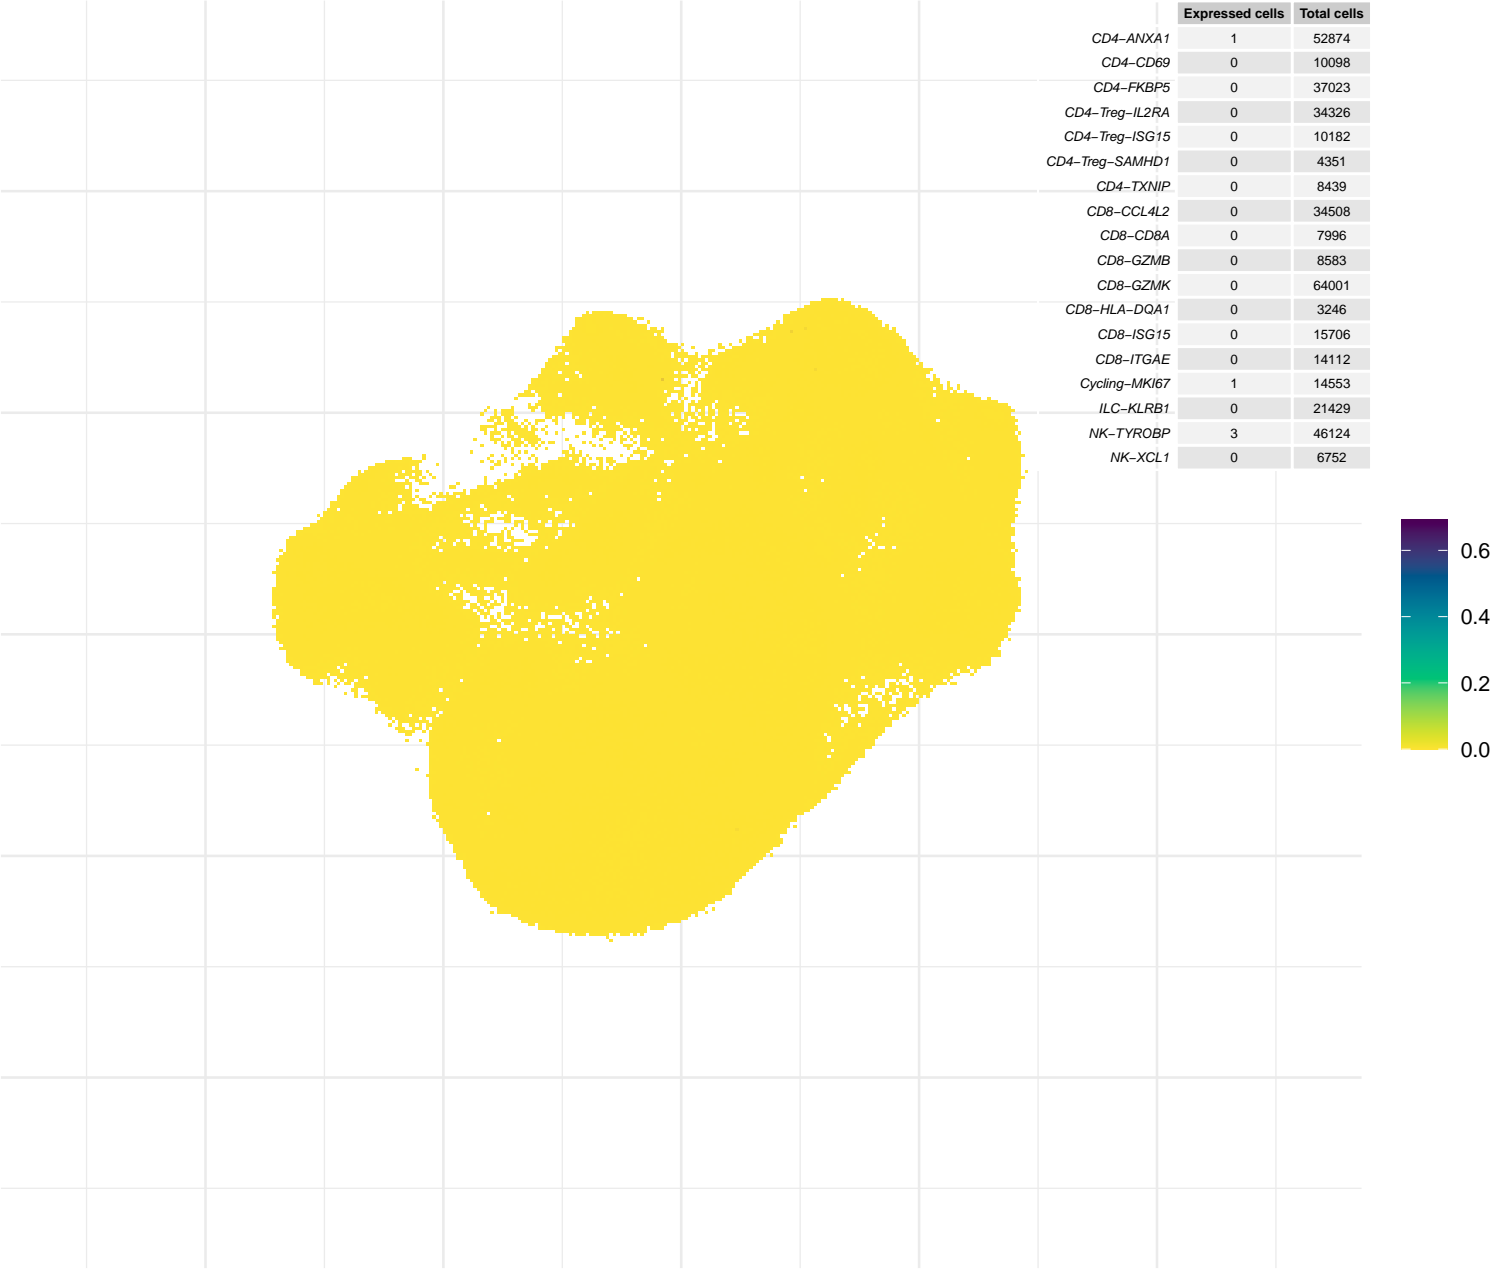 Expressed cells Total cells
CD4−ANXA1 1 52874
CD4−CD69 0 10098
CD4−FKBP5 0 37023
CD4−Treg−IL2RA 0 34326
CD4−Treg−ISG15 0 10182
CD4−Treg−SAMHD1 0 4351
CD4−TXNIP 0 8439
CD8−CCL4L2 0 34508
CD8−CD8A 0 7996
CD8−GZMB 0 8583
CD8−GZMK 0 64001
CD8−HLA−DQA1 0 3246
CD8−ISG15 0 15706
CD8−ITGAE 0 14112
Cycling−MKI67 1 14553
ILC−KLRB1 0 21429
NK−TYROBP 3 46124
NK−XCL1 0 6752
0.6
0.4
0.2
0.0